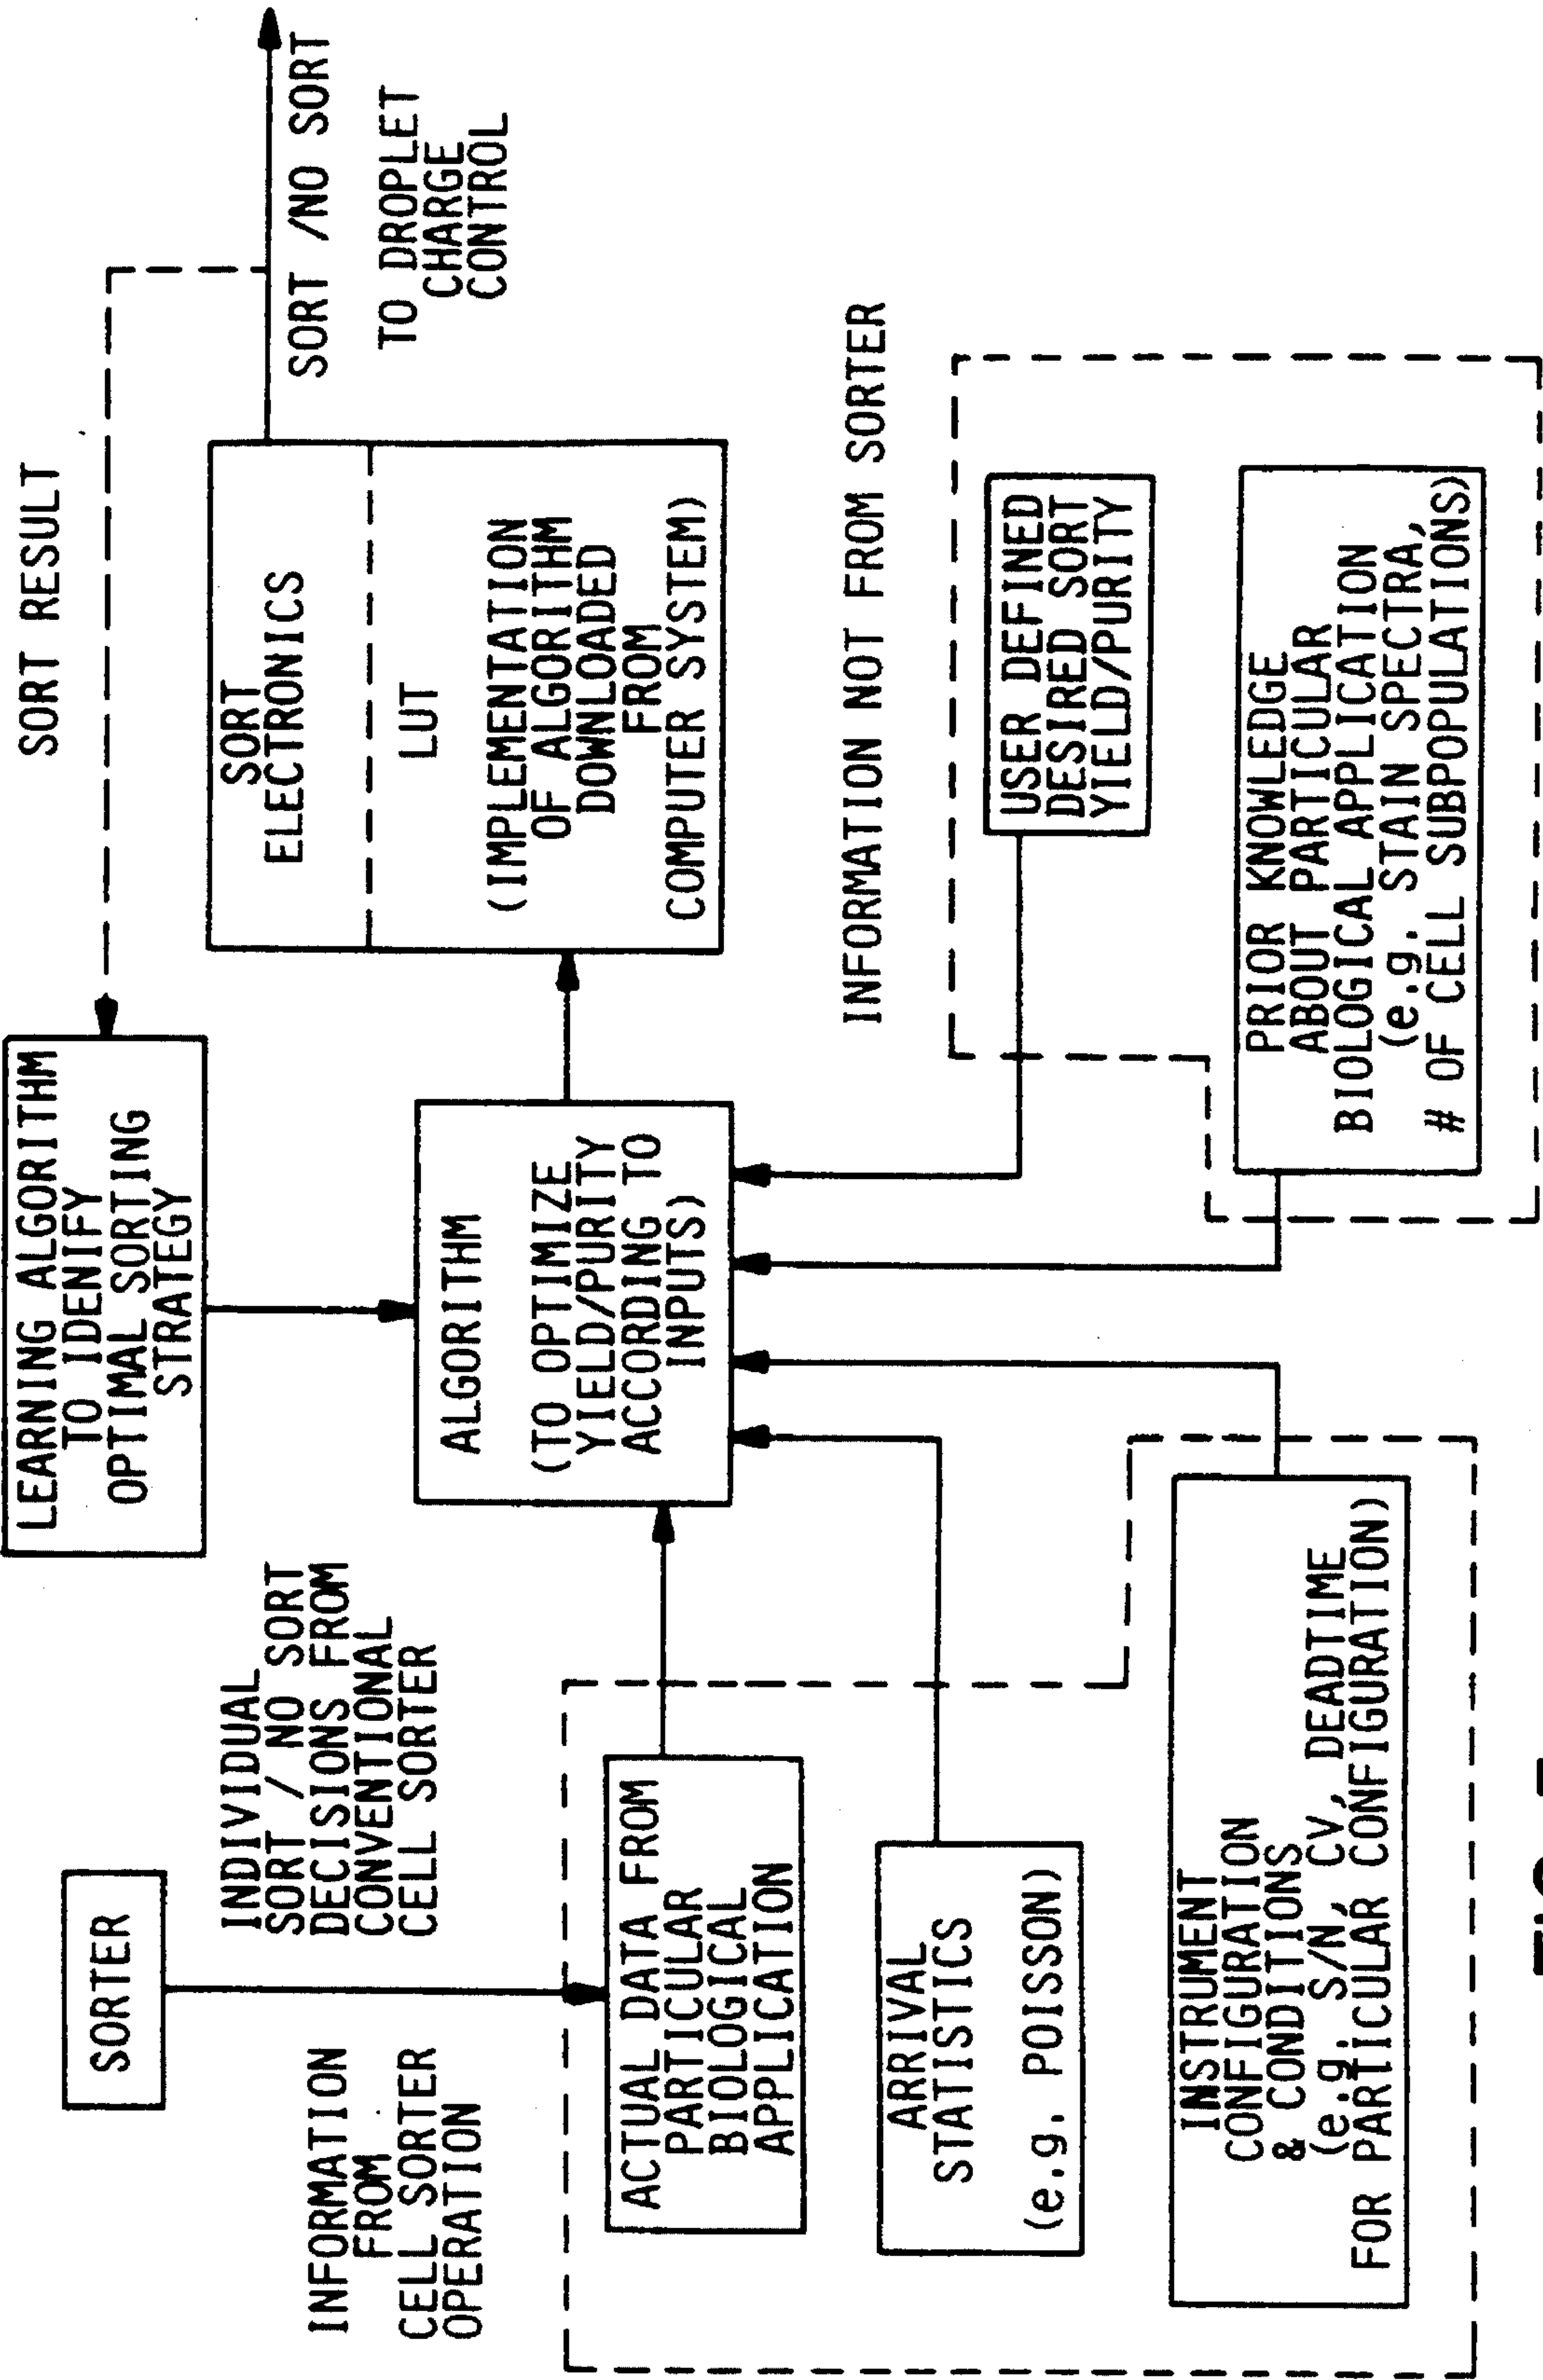 SORTER
INFORMATION
FROM
CELL SORTER
OPERATION
INDIVIDUAL
SORT / NO SORT
DECISIONS FROM
CONVENTIONAL
CELL SORTER
ACTUAL DATA FROM
PARTICULAR
BIOLOGICAL
APPLICATION
ARRIVAL
STATISTICS
(e.g. POISSON)
INSTRUMENT
CONFIGURATION
& CONDITIONS
(e.g. S/N, CV, DEADTIME
FOR PARTICULAR CONFIGURATION)
LEARNING ALGORITHM
TO IDENIFY
OPTIMAL SORTING
STRATEGY
ALGORITHM
(TO OPTIMIZE
YIELD/PURITY
ACCORDING TO
INPUTS)
SORT RESULT
SORT
ELECTRONICS
LUT
(IMPLEMENTATION
OF ALGORITHM
DOWNLOADED
FROM
COMPUTER SYSTEM)
SORT /NO SORT
TO DROPLET
CHARGE
CONTROL
INFORMATION NOT FROM SORTER
USER DEFINED
DESIRED SORT
YIELD/PURITY
PRIOR KNOWLEDGE
ABOUT PARTICULAR
BIOLOGICAL APPLICATION
(e.g. STAIN SPECTRA,
# OF CELL SUBPOPULATIONS)